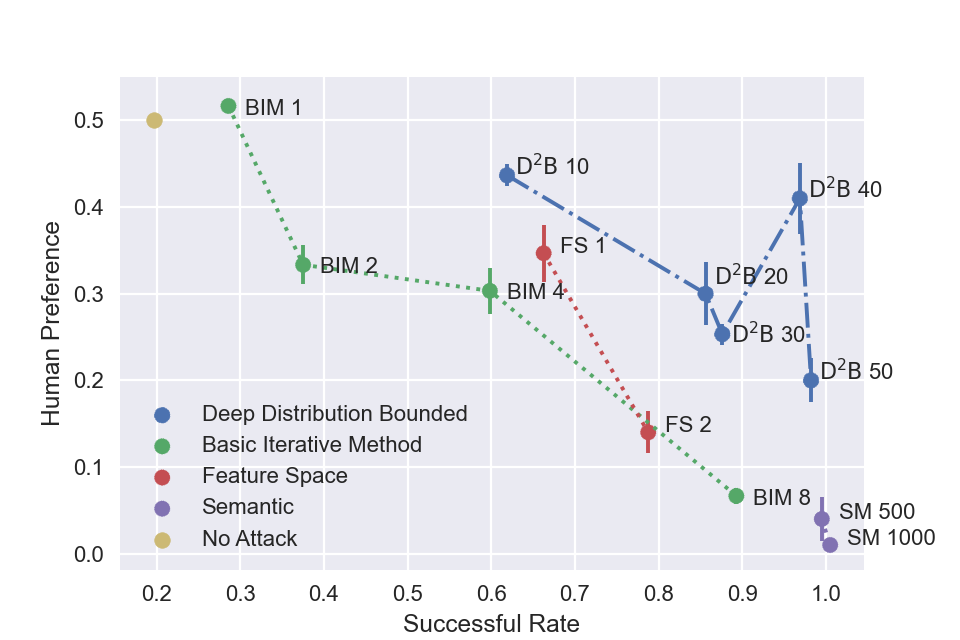 BIM 1
D²B 10
D²B 40
FS 1
BIM 2
D²B 20
BIM 4
D²B 30
D²B 50
FS 2
BIM 8
SM 500
SM 1000
Deep Distribution Bounded
Basic Iterative Method
Feature Space
Semantic
No Attack
0.5
0.4
0.3
0.2
0.1
0.0
Human Preference
0.2 0.3 0.4 0.5 0.6 0.7 0.8 0.9 1.0
Successful Rate